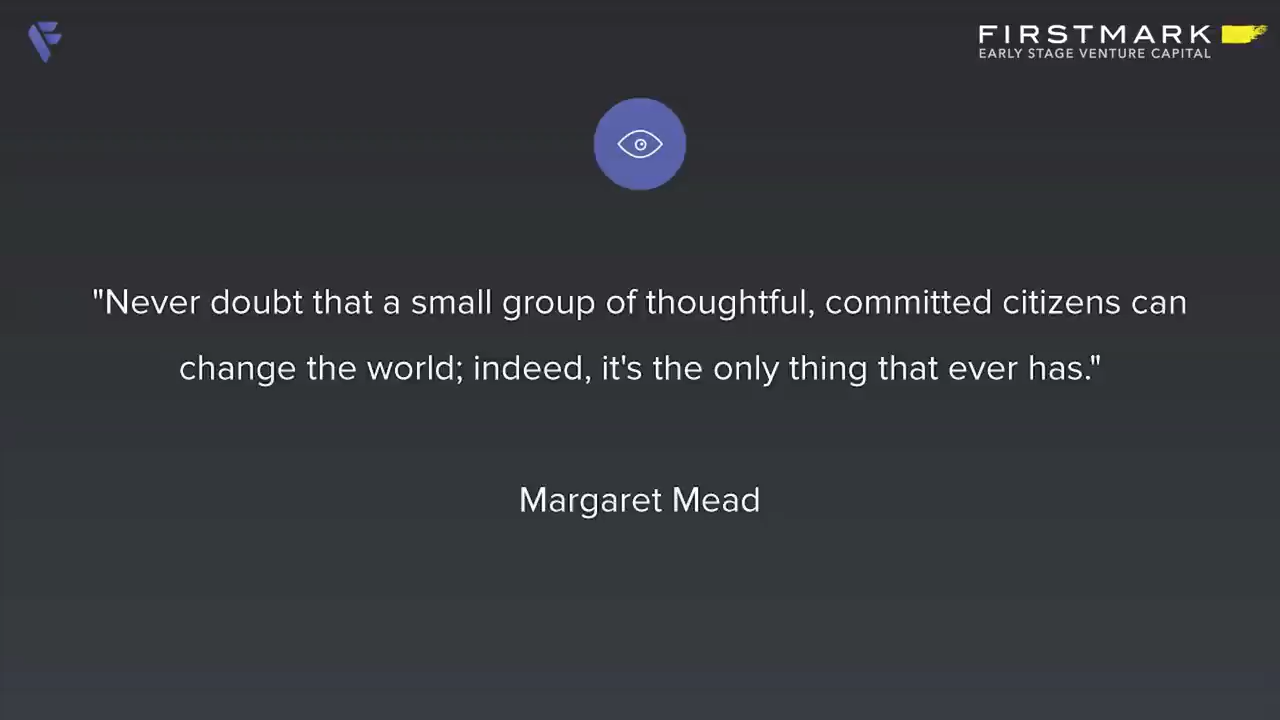 FIRSTMARK
EARLY STAGE VENTURE CAPITAL
"Never doubt that a small group of thoughtful, committed citizens can
change the world; indeed, it's the only thing that ever has."
Margaret Mead